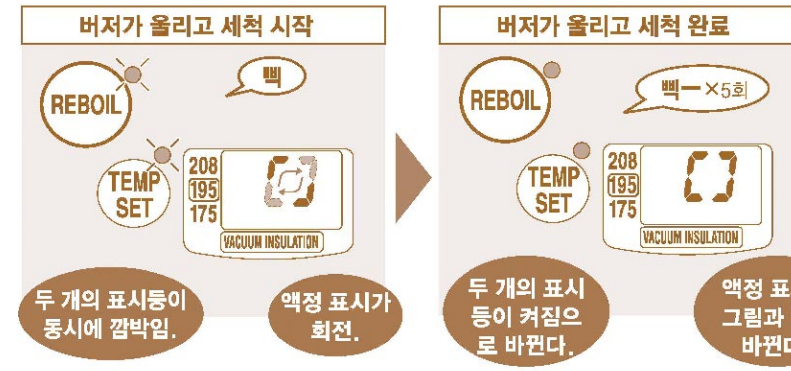 버저가 울리고 세척 시작
REBOIL
삑
TEMP
SET
208
195
175
VACUUM INSULATION
두 개의 표시등이
동시에 깜박임.
액정 표시가
회전.
버저가 울리고 세척 완료
REBOIL
삑ー×5회
TEMP
SET
208
195
175
VACUUM INSULATION
두 개의 표시
등이 켜짐으
로 바뀐다.
액정 표
그림과
바뀐